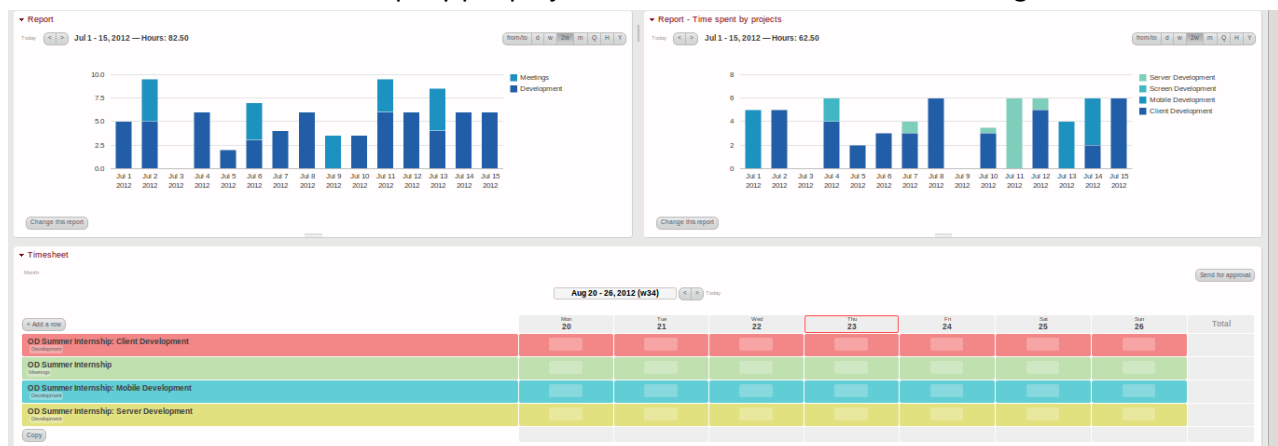 Report
Today < > Jul 1 - 15, 2012 — Hours: 82.50 from/to d w 2w m Q H Y
10.0
7.5
5.0
2.5
0.0
Meetings
Development
Jul 1 Jul 2 Jul 3 Jul 4 Jul 5 Jul 6 Jul 7 Jul 8 Jul 9 Jul 10 Jul 11 Jul 12 Jul 13 Jul 14 Jul 15
2012 2012 2012 2012 2012 2012 2012 2012 2012 2012 2012 2012 2012 2012 2012
Change this report
Report - Time spent by projects
Today < > Jul 1 - 15, 2012 — Hours: 62.50 from/to d w 2w m Q H Y
8
6
4
2
0
Server Development
Screen Development
Mobile Development
Client Development
Jul 1 Jul 2 Jul 3 Jul 4 Jul 5 Jul 6 Jul 7 Jul 8 Jul 9 Jul 10 Jul 11 Jul 12 Jul 13 Jul 14 Jul 15
2012 2012 2012 2012 2012 2012 2012 2012 2012 2012 2012 2012 2012 2012 2012
Change this report
Timesheet
Month
Send for approval
Aug 20 - 26, 2012 (w34) < > Today
+ Add a row
Mon Tue Wed Thu Fri Sat Sun
20 21 22 23 24 25 26 Total
OD Summer Internship: Client Development
Development
OD Summer Internship
Meetings
OD Summer Internship: Mobile Development
Development
OD Summer Internship: Server Development
Development
Copy